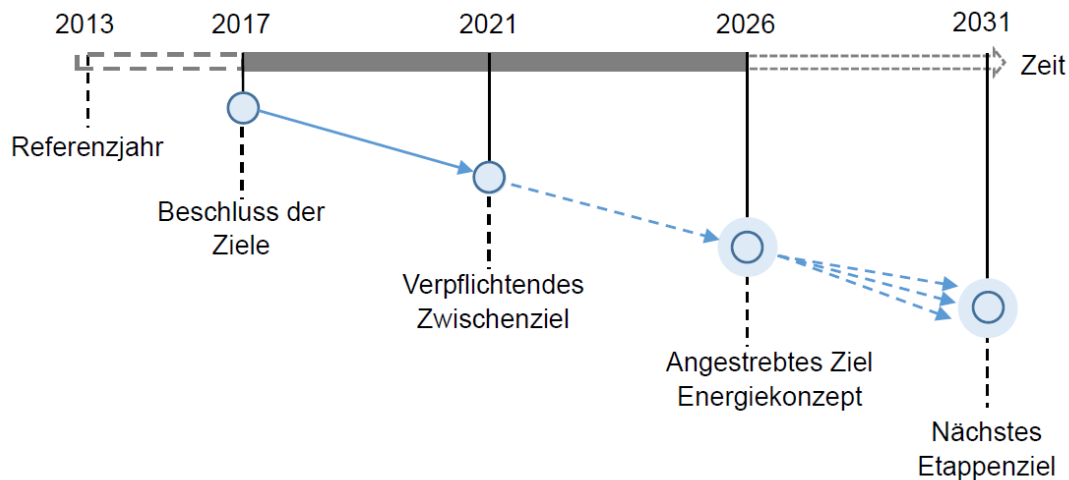 2013 2017 2021 2026 2031
Zeit
Referenzjahr
Beschluss der
Ziele
Verpflichtendes
Zwischenziel
Angestrebtes Ziel
Energiekonzept
Nächstes
Etappenziel